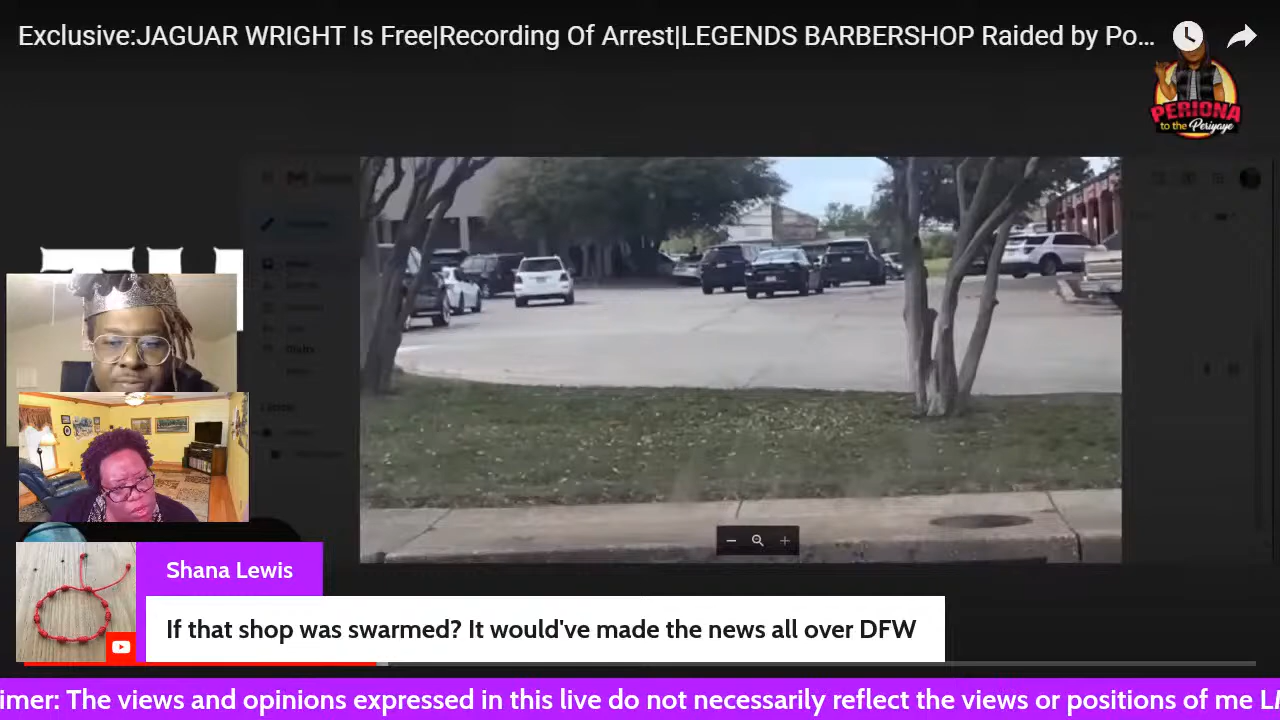 Exclusive:JAGUAR WRIGHT Is Free|Recording Of Arrest|LEGENDS BARBERSHOP Raided by Po...
PERIONA
to the Periyaye
Shana Lewis
If that shop was swarmed? It would've made the news all over DFW
imer: The views and opinions expressed in this live do not necessarily reflect the views or positions of me LA